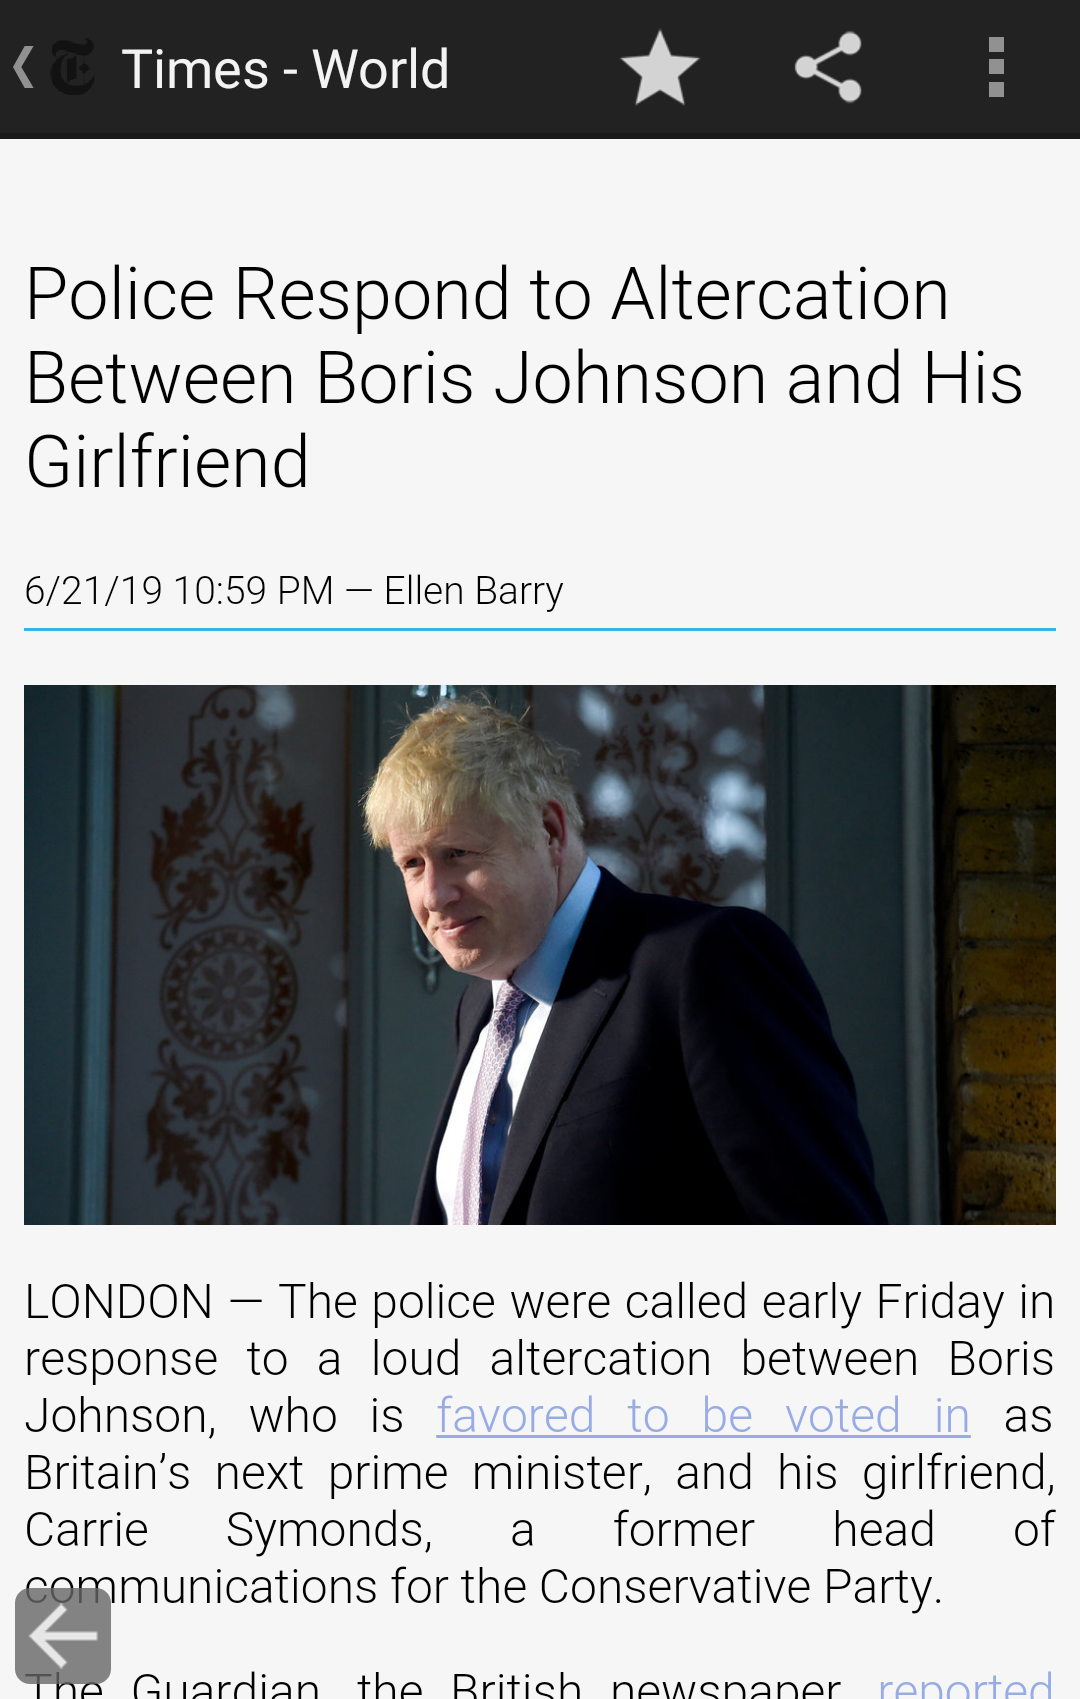 Times - World
Police Respond to Altercation
Between Boris Johnson and His
Girlfriend
6/21/19 10:59 PM — Ellen Barry
LONDON — The police were called early Friday in
response to a loud altercation between Boris
Johnson, who is favored to be voted in as
Britain’s next prime minister, and his girlfriend,
Carrie Symonds, a former head of
communications for the Conservative Party.
The Guardian, the British newspaper, reported